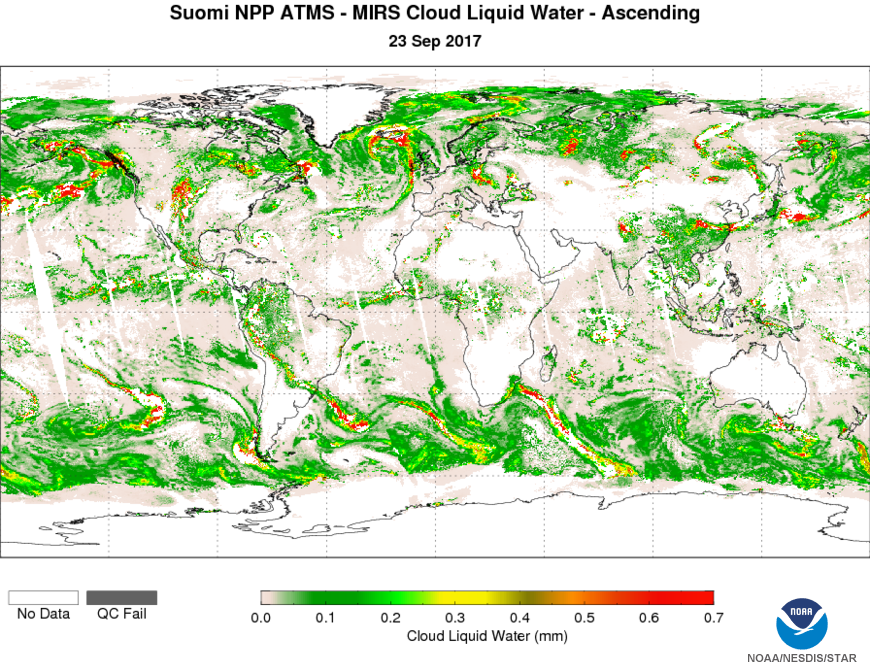 Suomi NPP ATMS - MIRS Cloud Liquid Water - Ascending
23 Sep 2017
No Data
QC Fail
0.0 0.1 0.2 0.3 0.4 0.5 0.6 0.7
Cloud Liquid Water (mm)
NOAA
NOAA/NESDIS/STAR